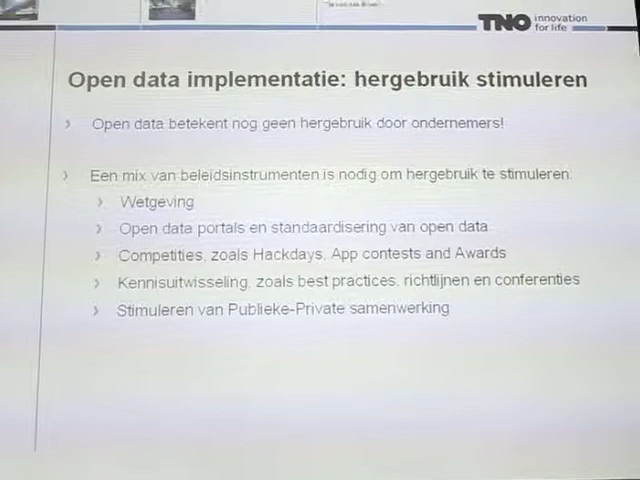 TNO innovation
for life
Open data implementatie: hergebruik stimuleren
› Open data betekent nog geen hergebruik door ondernemers!
› Een mix van beleidsinstrumenten is nodig om hergebruik te stimuleren:
› Wetgeving
› Open data portals en standaardisering van open data
› Competities, zoals Hackdays, App contests and Awards
› Kennisuitwisseling, zoals best practices, richtlijnen en conferenties
› Stimuleren van Publieke-Private samenwerking